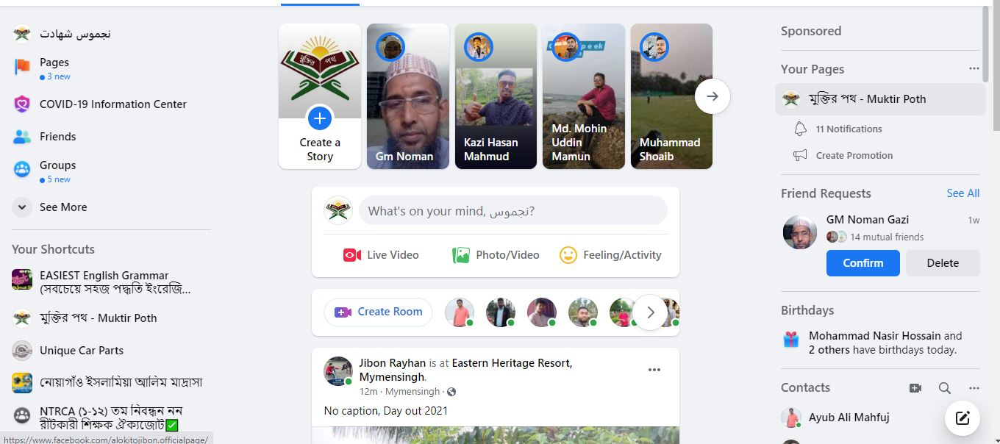 نجموس شهادت
Pages
3 new
COVID-19 Information Center
Friends
Groups
5 new
See More
Your Shortcuts
EASIEST English Grammar
(সবচেয়ে সহজ পদ্ধতি ইংরেজি...
মুক্তির পথ - Muktir Poth
Unique Car Parts
নোয়াগাঁও ইসলামিয়া আলিম মাদ্রাসা
NTRCA (১-১২) তম নিবন্ধন নন
রীটকারী শিক্ষক ঐক্যজোট✅
https://www.facebook.com/alokitojibon.officialpage/
মুক্তির পথ
Create a
Story
Gm Noman
Kazi Hasan
Mahmud
Md. Mohin
Uddin
Mamun
Muhammad
Shoaib
What's on your mind, نجموس?
Live Video
Photo/Video
Feeling/Activity
Create Room
Jibon Rayhan is at Eastern Heritage Resort,
Mymensingh.
12m · Mymensingh ·
No caption, Day out 2021
Sponsored
Your Pages
মুক্তির পথ - Muktir Poth
11 Notifications
Create Promotion
Friend Requests
See All
GM Noman Gazi
1w
14 mutual friends
Confirm
Delete
Birthdays
Mohammad Nasir Hossain and
2 others have birthdays today.
Contacts
Ayub Ali Mahfuj